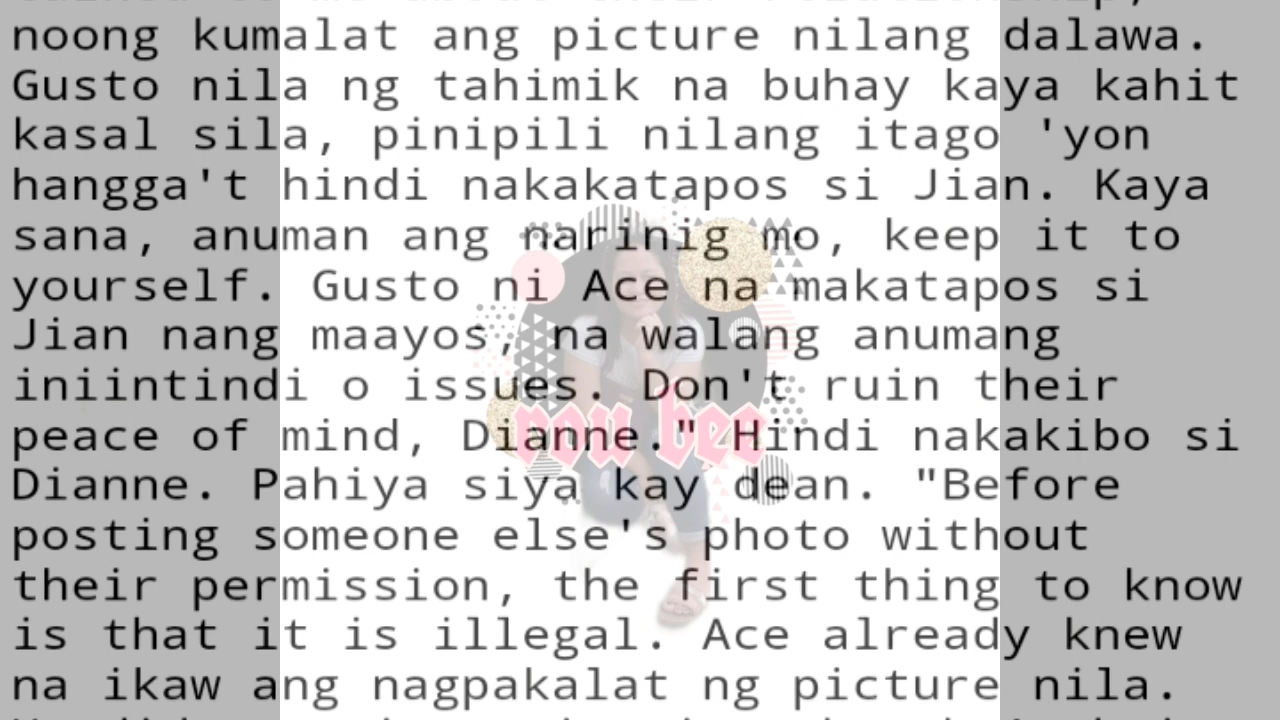 noong kumalat ang picture nilang dalawa.
Gusto nila ng tahimik na buhay kaya kahit
kasal sila, pinipili nilang itago 'yon
hangga't hindi nakakatapos si Jian. Kaya
sana, anuman ang narinig mo, keep it to
yourself. Gusto ni Ace na makatapos si
Jian nang maayos, na walang anumang
iniintindi o issues. Don't ruin their
peace of mind, Dianne." Hindi nakakibo si
rou bee
Dianne. Pahiya siya kay dean. "Before
posting someone else's photo without
their permission, the first thing to know
is that it is illegal. Ace already knew
na ikaw ang nagpakalat ng picture nila.